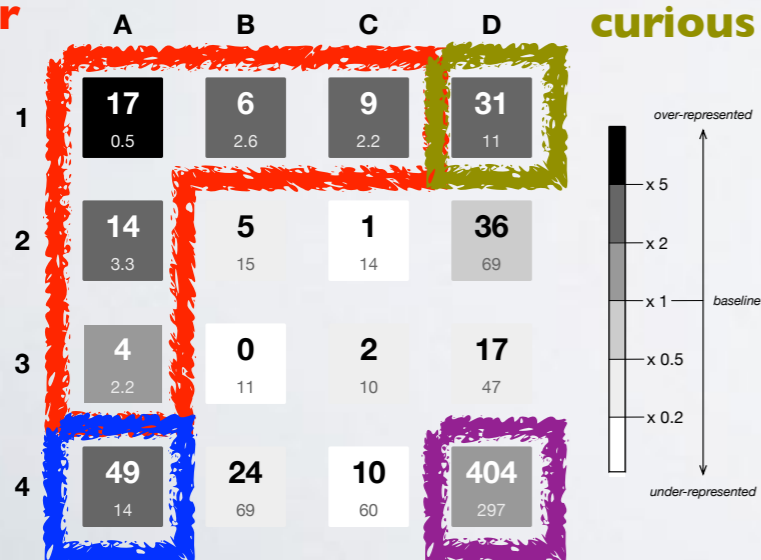 r
curious
A B C D
1 17 6 9 31
0.5 2.6 2.2 11
over-represented
x 5
x 2
x 1 baseline
x 0.5
x 0.2
under-represented
2 14 5 1 36
3.3 15 14 69
3 4 0 2 17
2.2 11 10 47
4 49 24 10 404
14 69 60 297